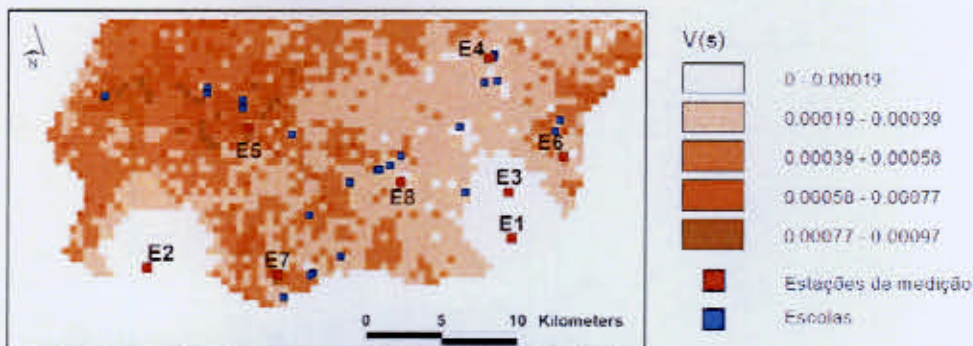 N
E4
E5
E6
E3
E8
E1
E2
E7
0 5 10 Kilometers
V(s)
0 - 0.00019
0.00019 - 0.00039
0.00039 - 0.00058
0.00058 - 0.00077
0.00077 - 0.00097
Estações de medição
Escolas